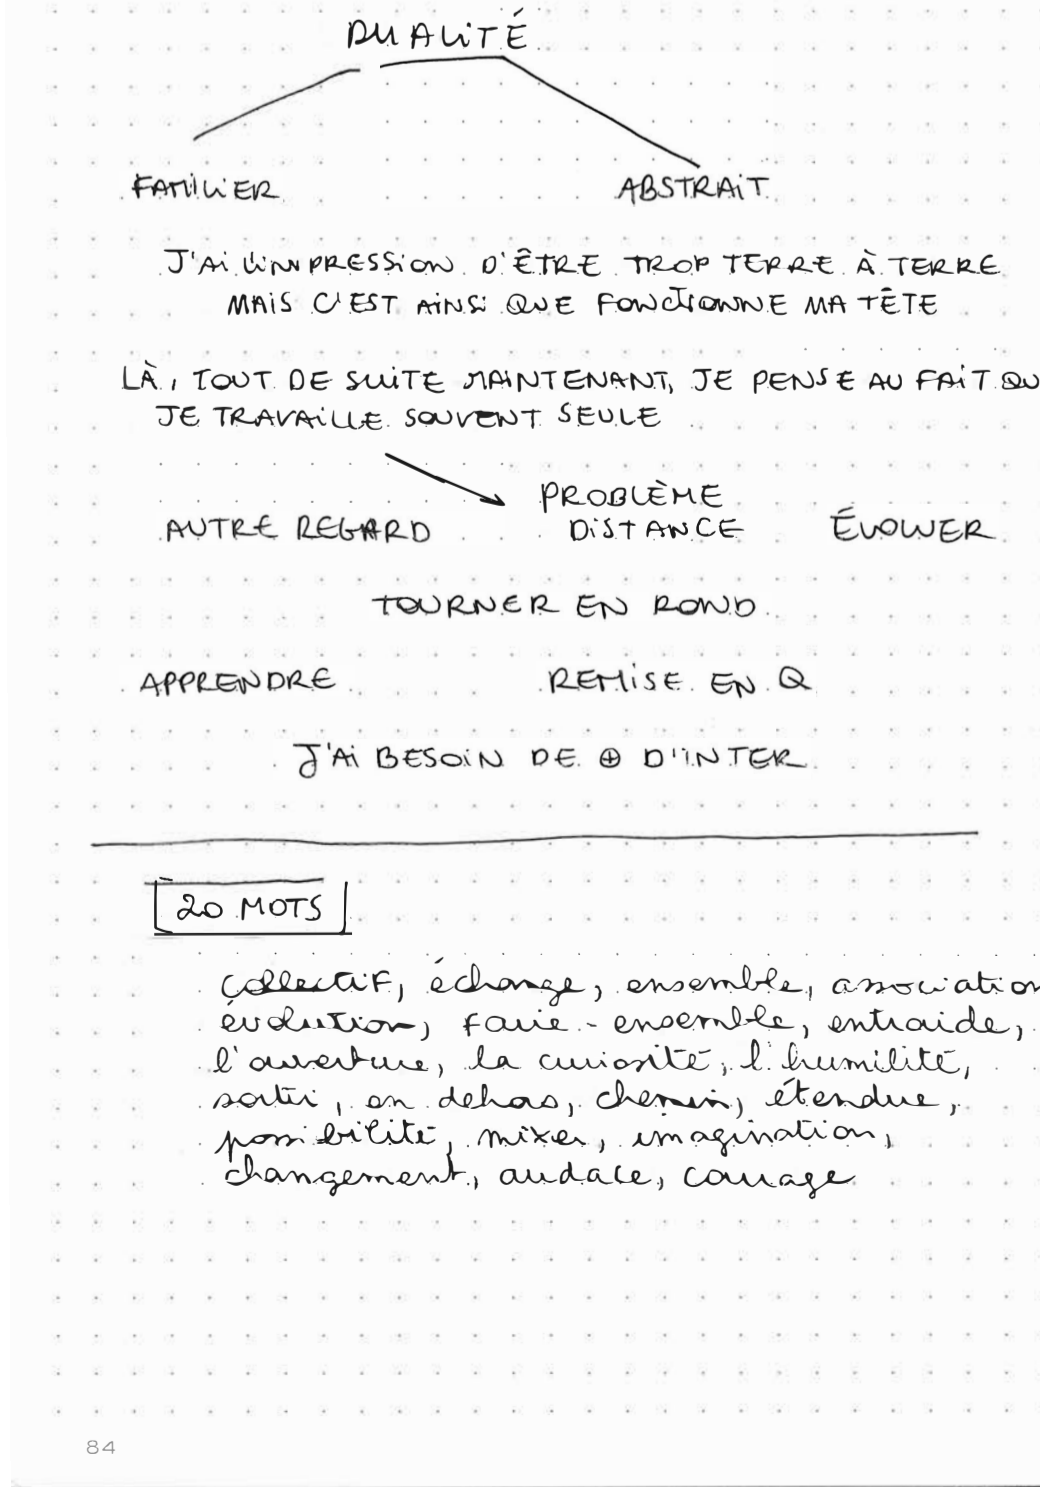 DUALITÉ
FAMILIER ABSTRAIT
J'AI L'IMPRESSION D'ÊTRE TROP TERRE À TERRE
MAIS C'EST AINSI QUE FONCTIONNE MA TÊTE
LÀ, TOUT DE SUITE MAINTENANT, JE PENSE AU FAIT QU
JE TRAVAILLE SOUVENT SEULE
PROBLÈME
AUTRE REGARD DISTANCE ÉVOLUER
TOURNER EN ROND
APPRENDRE REMISE EN Q
J'AI BESOIN DE ⊕ D'INTER
20 MOTS
collectif, échange, ensemble, association
évolution, faire-ensemble, entraide,
l'ouverture, la curiosité, l'humilité,
sortir, en dehors, chemin, étendue,
possibilité, mixer, imagination,
changement, audace, courage
84